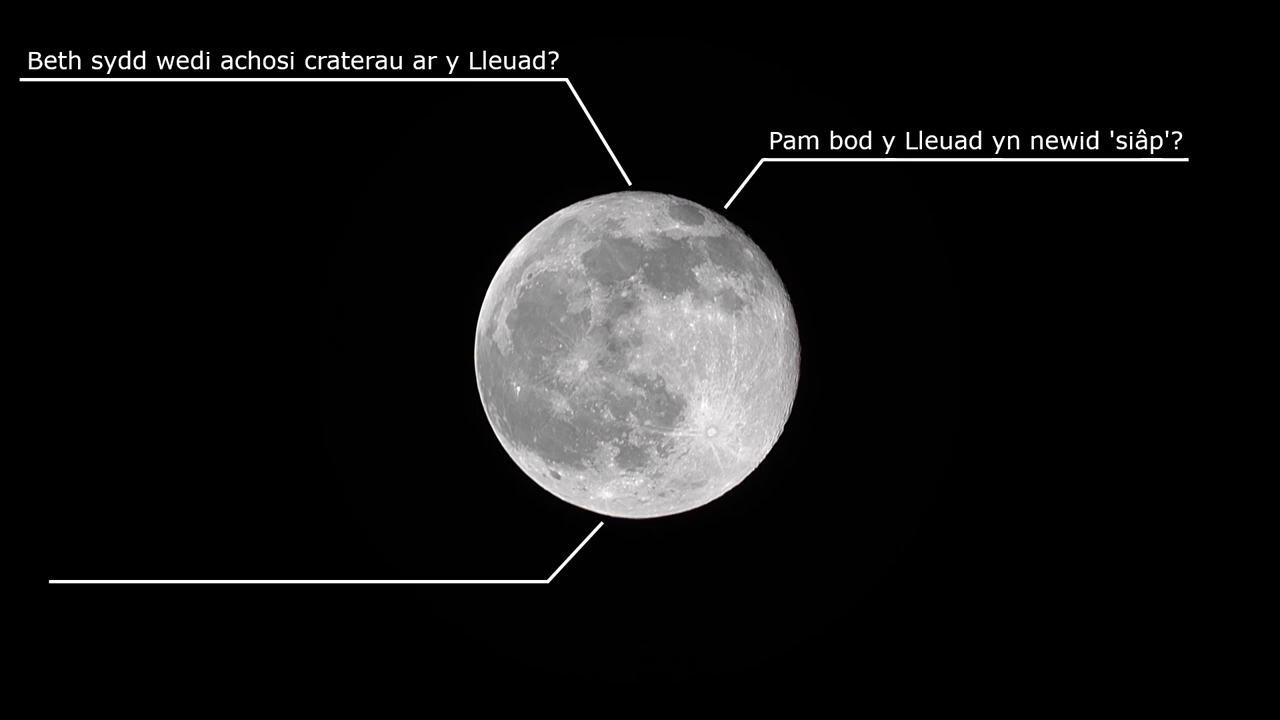 Beth sydd wedi achosi craterau ar y Lleuad?
Pam bod y Lleuad yn newid 'siâp'?